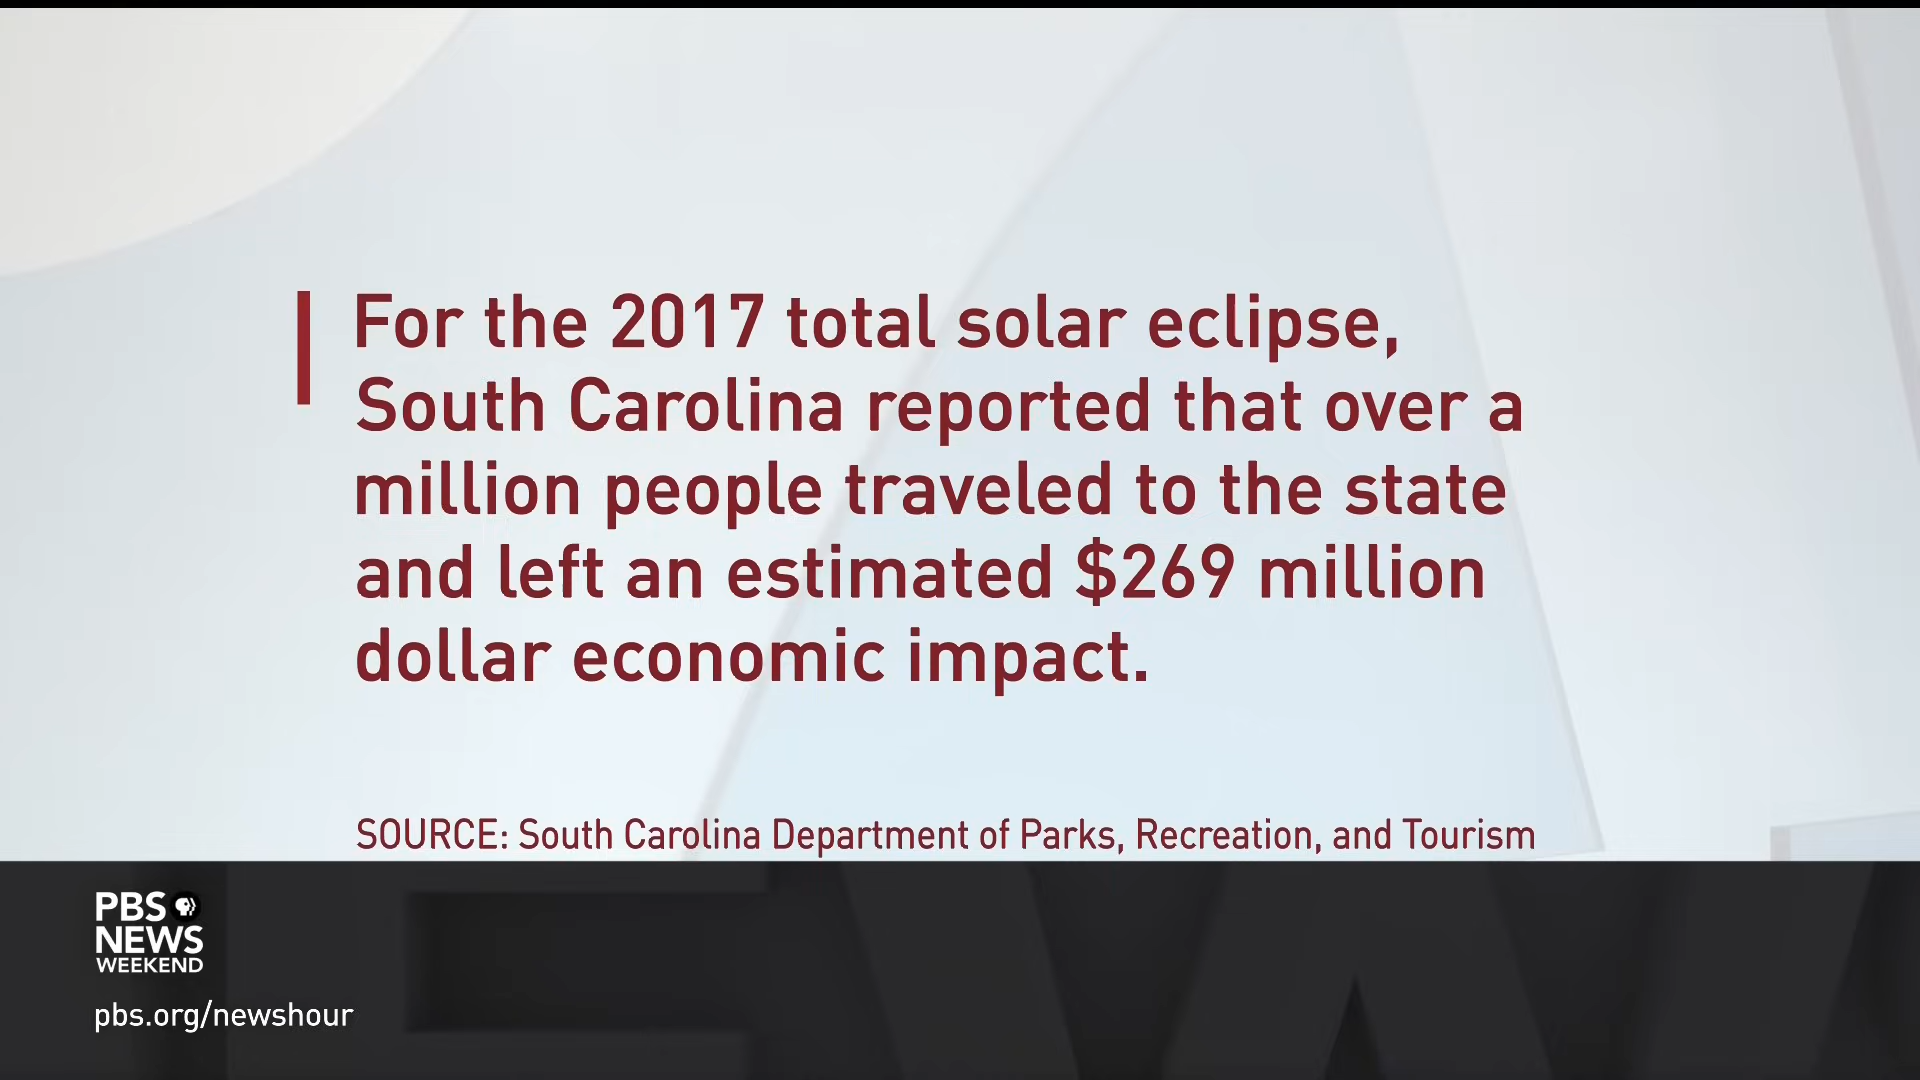 For the 2017 total solar eclipse,
South Carolina reported that over a
million people traveled to the state
and left an estimated $269 million
dollar economic impact.
SOURCE: South Carolina Department of Parks, Recreation, and Tourism
PBS
NEWS
WEEKEND
pbs.org/newshour